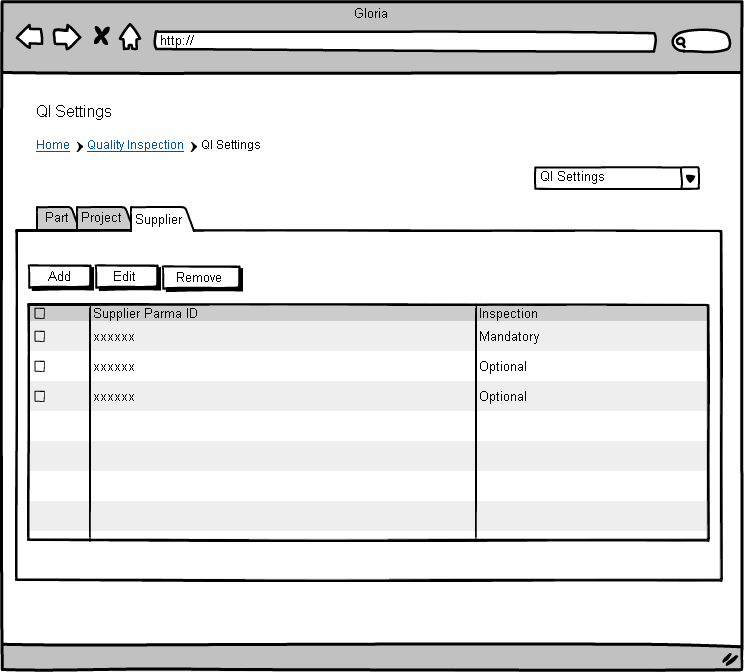 Gloria
http://
QI Settings
Home Quality Inspection QI Settings
QI Settings
Part Project Supplier
Add Edit Remove
Supplier Parma ID Inspection
xxxxxx Mandatory
xxxxxx Optional
xxxxxx Optional